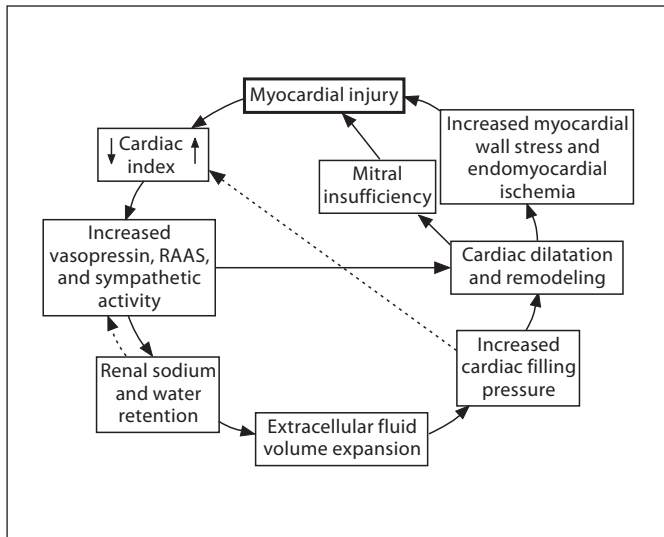 Myocardial injury
↓ Cardiac ↑
index
Increased
vasopressin, RAAS,
and sympathetic
activity
Renal sodium
and water
retention
Extracellular fluid
volume expansion
Increased
cardiac filling
pressure
Cardiac dilatation
and remodeling
Mitral
insufficiency
Increased myocardial
wall stress and
endomyocardial
ischemia